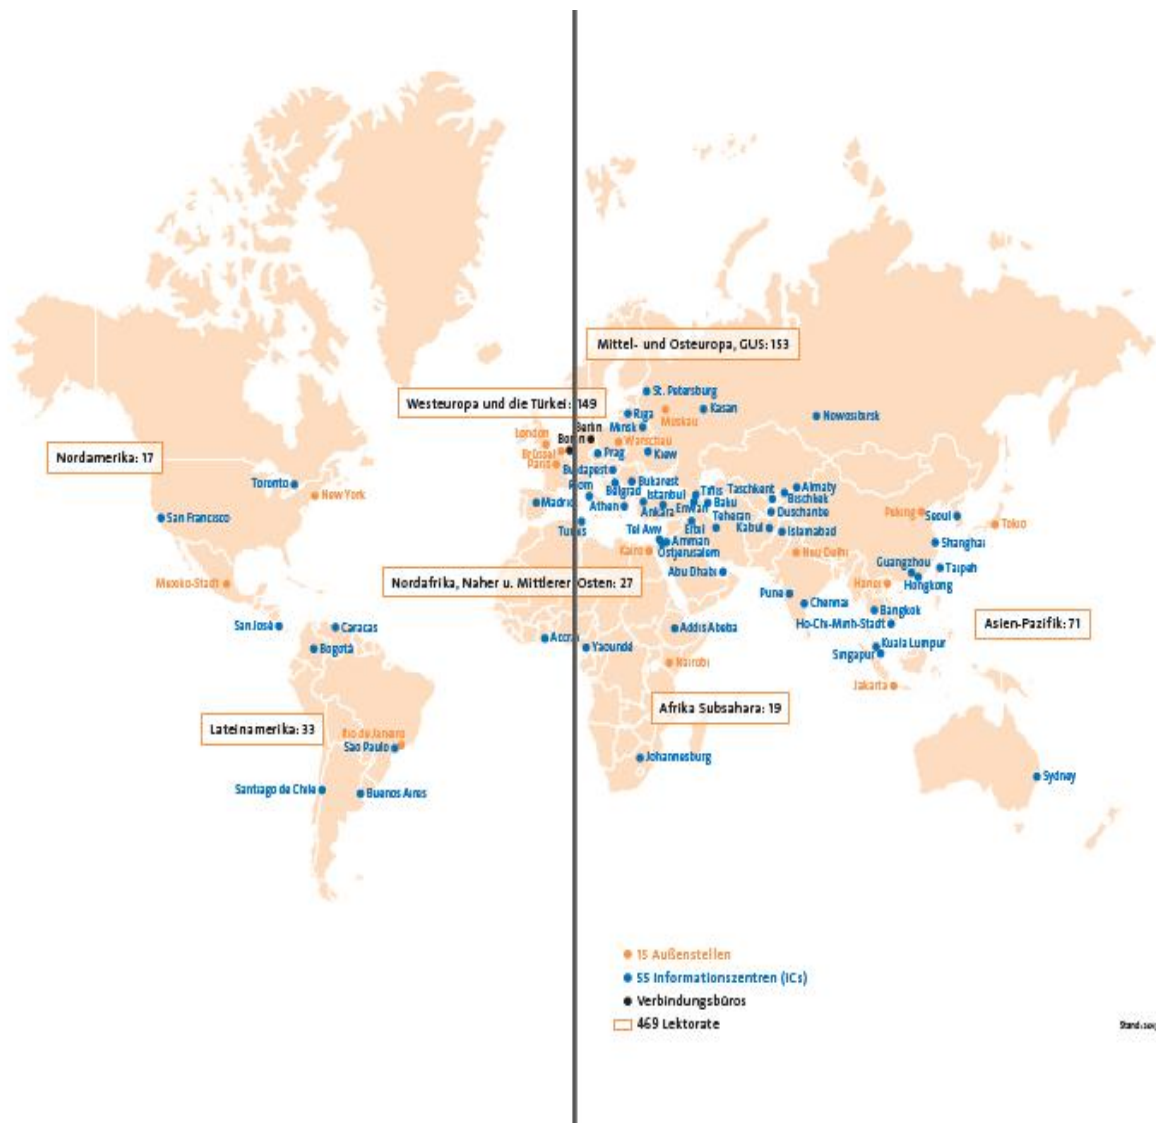 Mittel- und Osteuropa, GUS: 153
St. Petersburg
Westeuropa und die Türkei: 149
Riga
Moskau
Kasan
Nowosibirsk
London
Berlin
Minsk
Bonn
Warschau
Nordamerika: 17
Brüssel
Prag
Kiew
Paris
Budapest
Toronto
New York
Rom
Belgrad
Bukarest
Istanbul
Tiflis
Taschkent
Almaty
Bischkek
Madrid
Athen
Ankara
Eriwan
Baku
Duschanbe
San Francisco
Tunis
Erbil
Teheran
Kabul
Islamabad
Peking
Seoul
Tokio
Tel Aviv
Amman
Kairo
Ostjerusalem
Neu Delhi
Shanghai
Guangzhou
Taipeh
Mexiko-Stadt
Nordafrika, Naher u. Mittlerer Osten: 27
Abu Dhabi
Hanoi
Hongkong
Pune
Chennai
Bangkok
San José
Caracas
Accra
Addis Abeba
Ho-Chi-Minh-Stadt
Asien-Pazifik: 71
Bogotá
Yaoundé
Kuala Lumpur
Singapur
Nairobi
Jakarta
Afrika Subsahara: 19
Lateinamerika: 33
Rio de Janeiro
Sao Paulo
Johannesburg
Sydney
Santiago de Chile
Buenos Aires
15 Außenstellen
55 Informationszentren (ICs)
Verbindungsbüros
469 Lektorate
Stand: